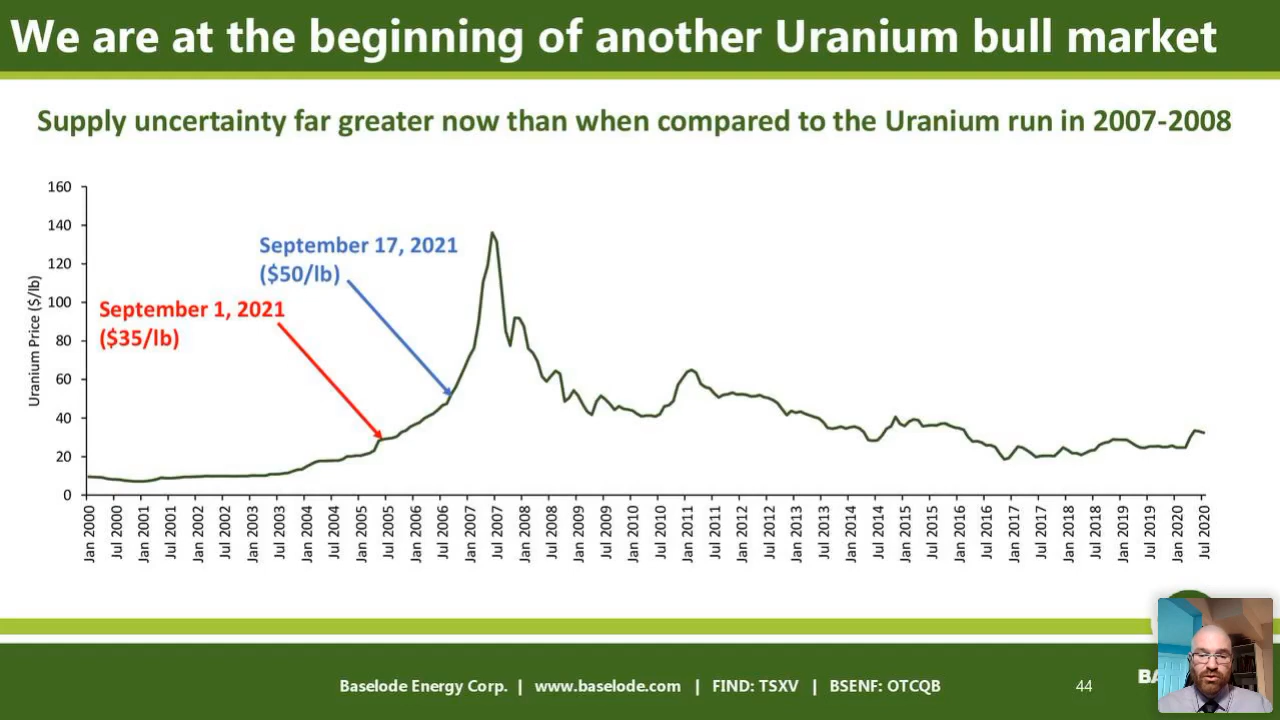 We are at the beginning of another Uranium bull market
Supply uncertainty far greater now than when compared to the Uranium run in 2007-2008
Uranium Price ($/lb)
160
140
120
100
80
60
40
20
0
September 17, 2021
($50/lb)
September 1, 2021
($35/lb)
Jan 2000
Jul 2000
Jan 2001
Jul 2001
Jan 2002
Jul 2002
Jan 2003
Jul 2003
Jan 2004
Jul 2004
Jan 2005
Jul 2005
Jan 2006
Jul 2006
Jan 2007
Jul 2007
Jan 2008
Jul 2008
Jan 2009
Jul 2009
Jan 2010
Jul 2010
Jan 2011
Jul 2011
Jan 2012
Jul 2012
Jan 2013
Jul 2013
Jan 2014
Jul 2014
Jan 2015
Jul 2015
Jan 2016
Jul 2016
Jan 2017
Jul 2017
Jan 2018
Jul 2018
Jan 2019
Jul 2019
Jan 2020
Jul 2020
Baselode Energy Corp. | www.baselode.com | FIND: TSXV | BSENF: OTCQB
44